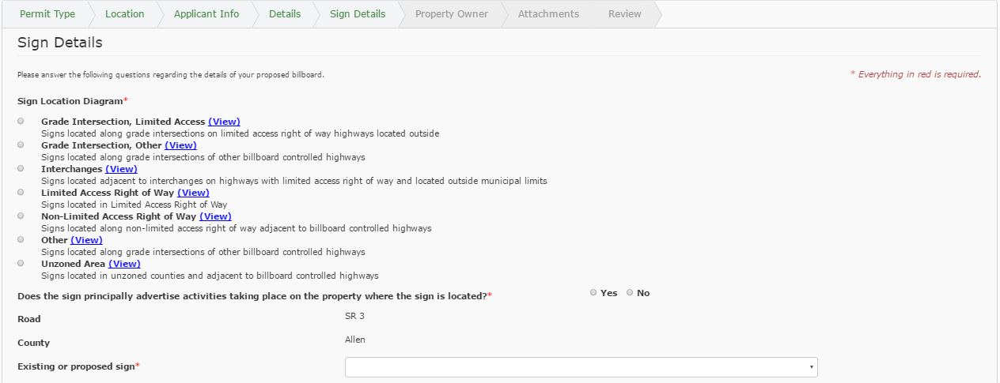 Permit Type Location Applicant Info Details Sign Details Property Owner Attachments Review
Sign Details
Please answer the following questions regarding the details of your proposed billboard. * Everything in red is required.
Sign Location Diagram*
Grade Intersection, Limited Access (View)
Signs located along grade intersections on limited access right of way highways located outside
Grade Intersection, Other (View)
Signs located along grade intersections of other billboard controlled highways
Interchanges (View)
Signs located adjacent to interchanges on highways with limited access right of way and located outside municipal limits
Limited Access Right of Way (View)
Signs located in Limited Access Right of Way
Non-Limited Access Right of Way (View)
Signs located along non-limited access right of way adjacent to billboard controlled highways
Other (View)
Signs located along grade intersections of other billboard controlled highways
Unzoned Area (View)
Signs located in unzoned counties and adjacent to billboard controlled highways
Does the sign principally advertise activities taking place on the property where the sign is located?* Yes No
Road SR 3
County Allen
Existing or proposed sign*